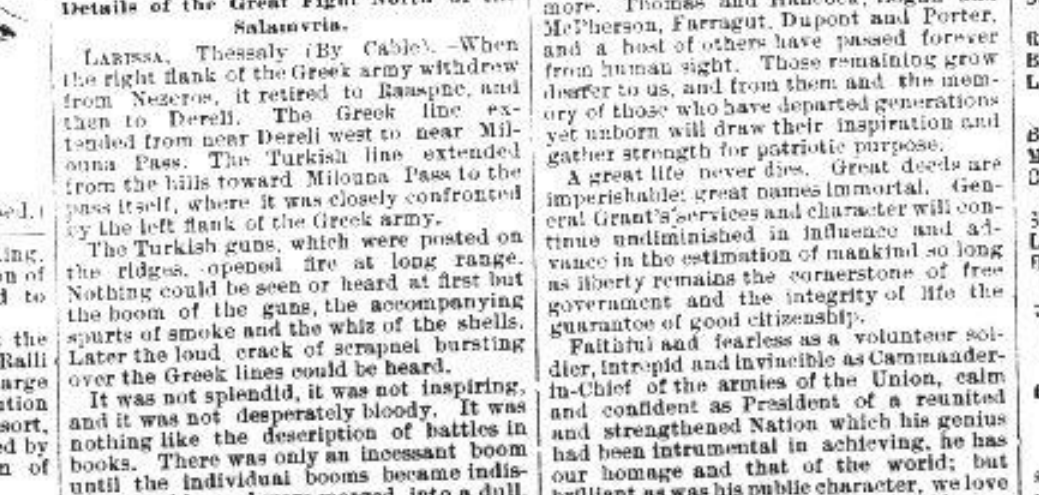 Details of the Great Fight North of the
Salamvria.
LARISSA, Thessaly (By Cable).—When
the right flank of the Greek army withdrew
from Nezeros, it retired to and
then to Dereli. The Greek line ex-
tended from near Dereli west to near Mil-
ouna Pass. The Turkish line extended
from the hills toward Milouna Pass to the
pass itself, where it was closely confronted
by the left flank of the Greek army.
The Turkish guns, which were posted on
the ridges, opened fire at long range.
Nothing could be seen or heard at first but
the boom of the guns, the accompanying
spurts of smoke and the whiz of the shells.
Later the loud crack of scrapnel bursting
over the Greek lines could be heard.
It was not splendid, it was not inspiring,
and it was not desperately bloody. It was
nothing like the description of battles in
books. There was only an incessant boom
until the individual booms became indis-
into a dull,
more. Thomas and Hancock,
McPherson, Farragut, Dupont and Porter,
and a host of others have passed forever
from human sight. Those remaining grow
dearer to us, and from them and the mem-
ory of those who have departed generations
yet unborn will draw their inspiration and
gather strength for patriotic purpose.
A great life never dies. Great deeds are
imperishable; great names immortal. Gen-
eral Grant's services and character will con-
tinue undiminished in influence and ad-
vance in the estimation of mankind so long
as liberty remains the cornerstone of free
government and the integrity of life the
guarantee of good citizenship.
Faithful and fearless as a volunteer sol-
dier, intrepid and invincible as Cammander-
in-Chief of the armies of the Union, calm
and confident as President of a reunited
and strengthened Nation which his genius
had been intrumental in achieving, he has
our homage and that of the world; but
brilliant as was his public character, we love